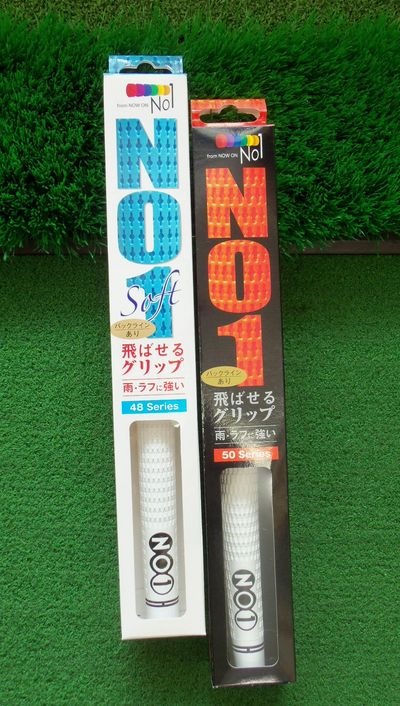 from NOW ON No1
NO1
Soft
バックライン
あり
飛ばせる
グリップ
雨・ラフに強い
48 Series
NO1
from NOW ON No1
NO1
バックライン
あり
飛ばせる
グリップ
雨・ラフに強い
50 Series
NO1